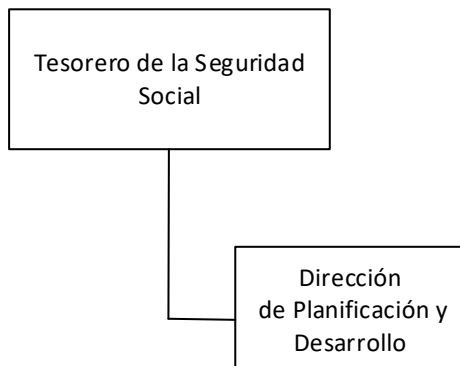 Tesorero de la Seguridad
Social
Dirección
de Planificación y
Desarrollo